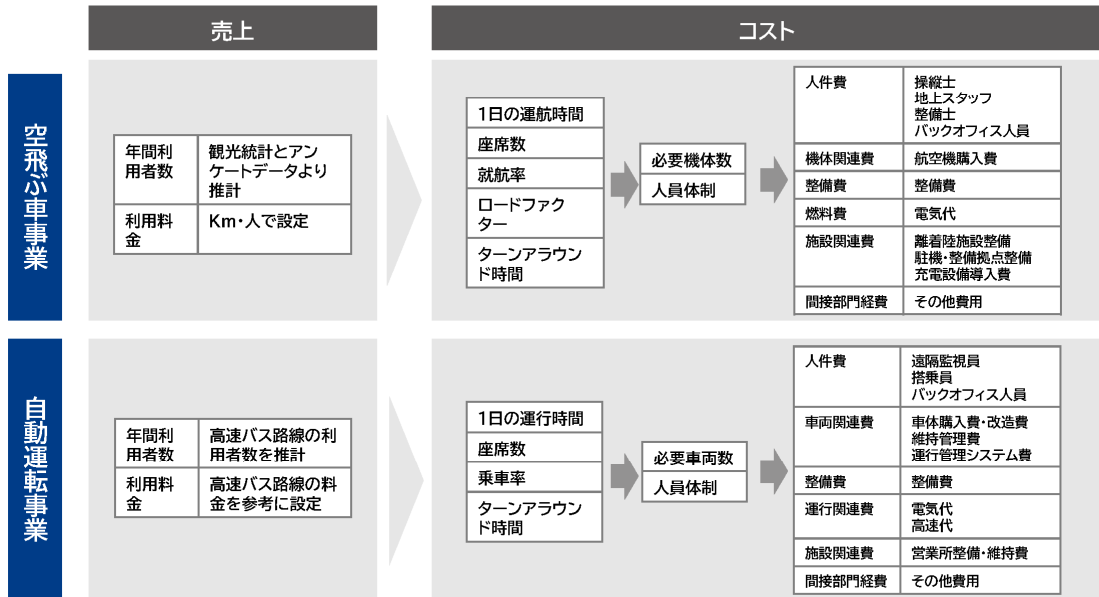 売上
コスト
空飛ぶ車事業
年間利
用者数
観光統計とアン
ケートデータより
推計
利用料
金
Km・人で設定
1日の運航時間
座席数
就航率
ロードファク
ター
ターンアラウン
ド時間
必要機体数
人員体制
人件費
操縦士
地上スタッフ
整備士
バックオフィス人員
機体関連費
航空機購入費
整備費
整備費
燃料費
電気代
施設関連費
離着陸施設整備
駐機・整備拠点整備
充電設備導入費
間接部門経費
その他費用
自動運転事業
年間利
用者数
高速バス路線の利
用者数を推計
利用料
金
高速バス路線の料
金を参考に設定
1日の運行時間
座席数
乗車率
ターンアラウン
ド時間
必要車両数
人員体制
人件費
遠隔監視員
搭乗員
バックオフィス人員
車両関連費
車体購入費・改造費
維持管理費
運行管理システム費
整備費
整備費
運行関連費
電気代
高速代
施設関連費
営業所整備・維持費
間接部門経費
その他費用